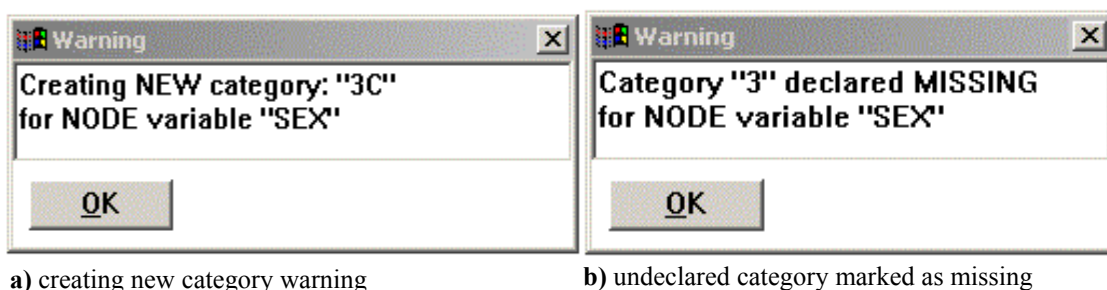 Warning
Creating NEW category: "3C"
for NODE variable "SEX"
OK
a) creating new category warning
Warning
Category "3" declared MISSING
for NODE variable "SEX"
OK
b) undeclared category marked as missing